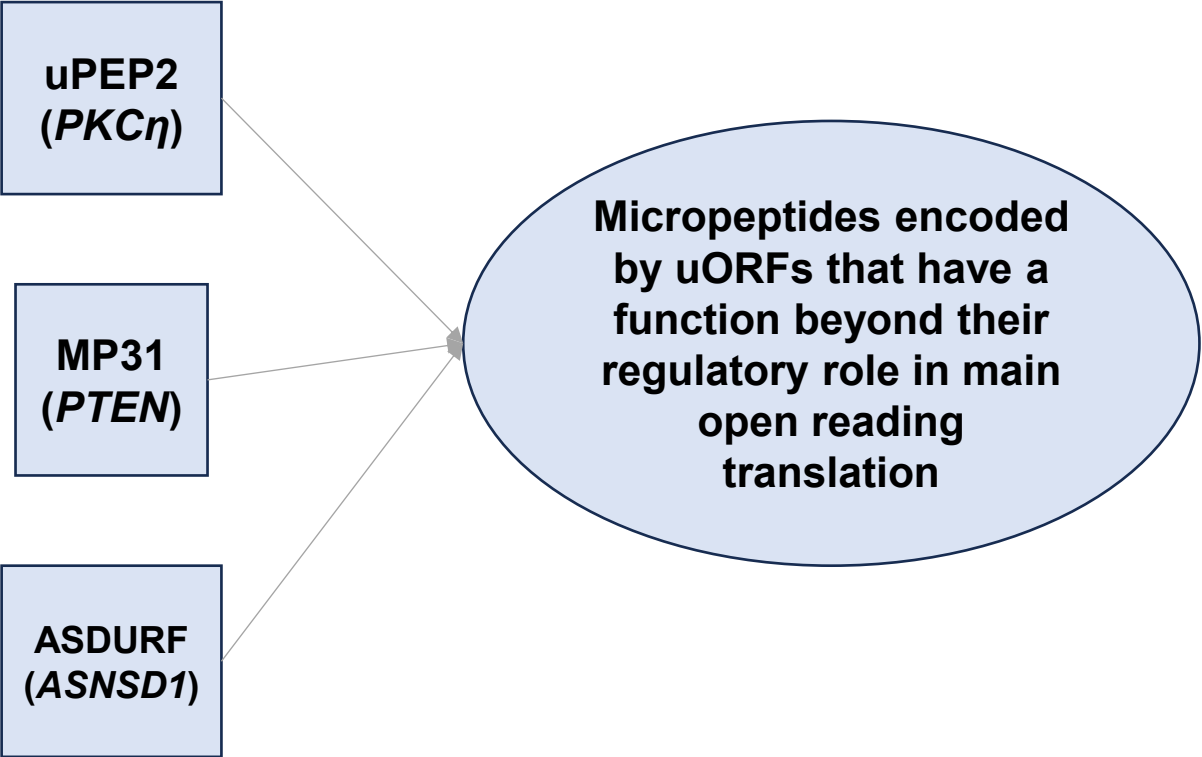 uPEP2
(PKCη)
MP31
(PTEN)
ASDURF
(ASNSD1)
Micropeptides encoded
by uORFs that have a
function beyond their
regulatory role in main
open reading
translation